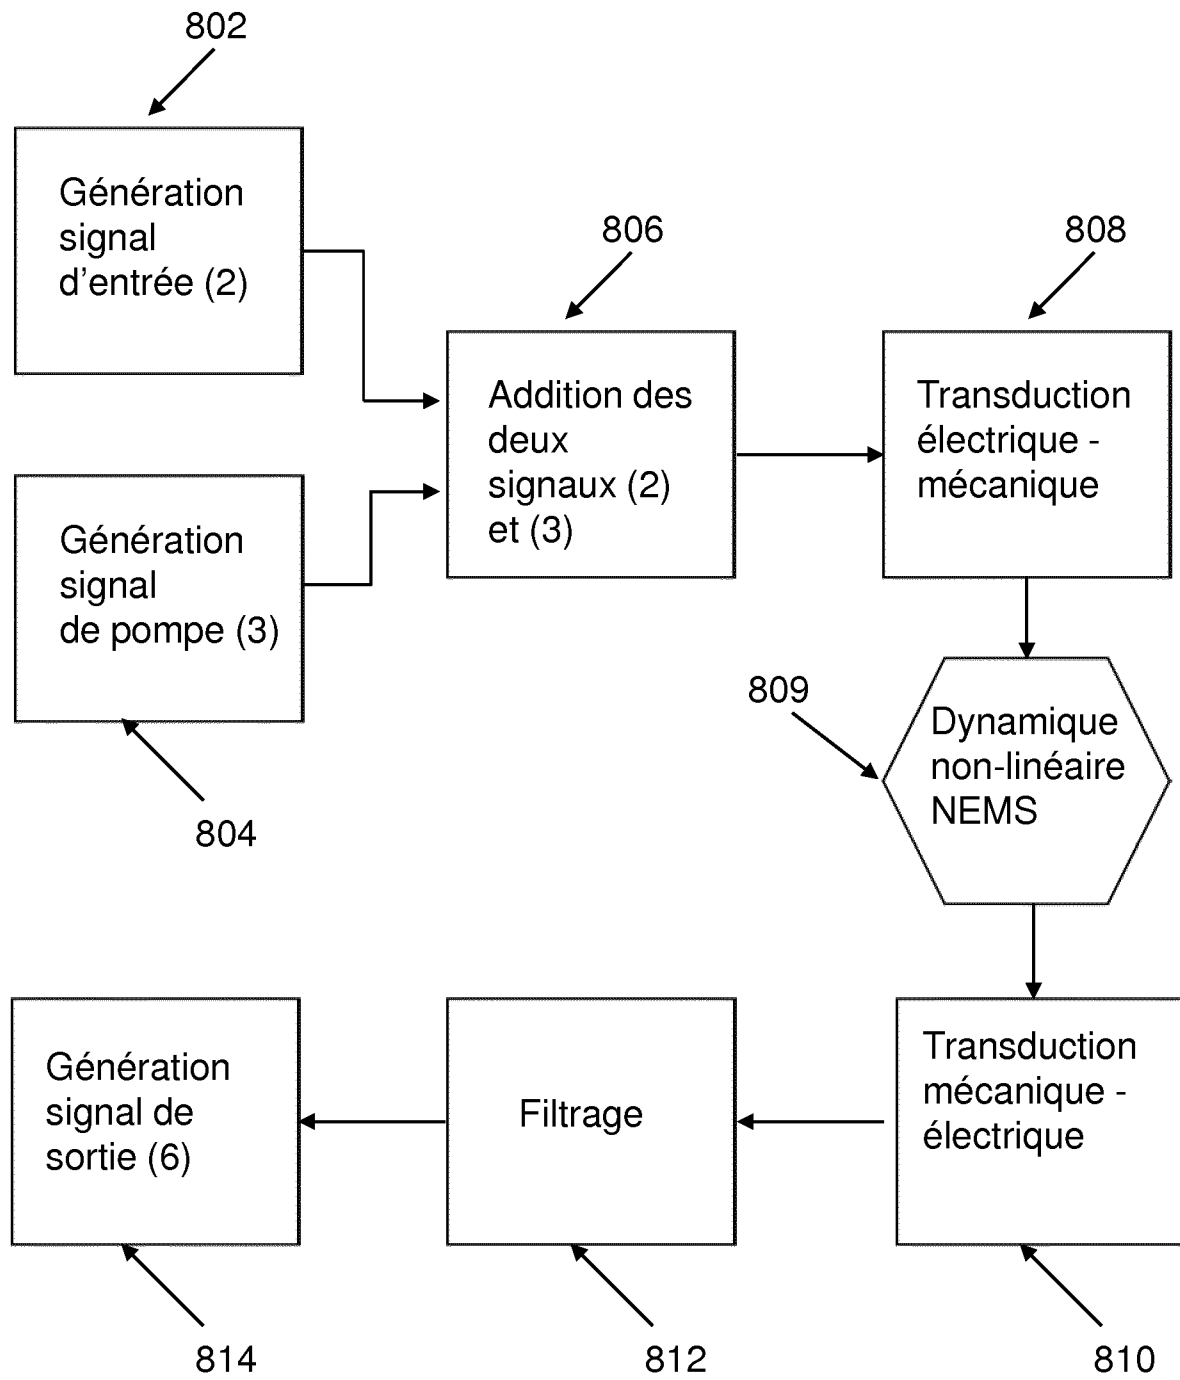 802
Génération
signal
d'entrée (2)
806
808
Addition des
deux
signaux (2)
et (3)
Transduction
électrique -
mécanique
Génération
signal
de pompe (3)
804
809
Dynamique
non-linéaire
NEMS
Génération
signal de
sortie (6)
Filtrage
Transduction
mécanique -
électrique
814
812
810